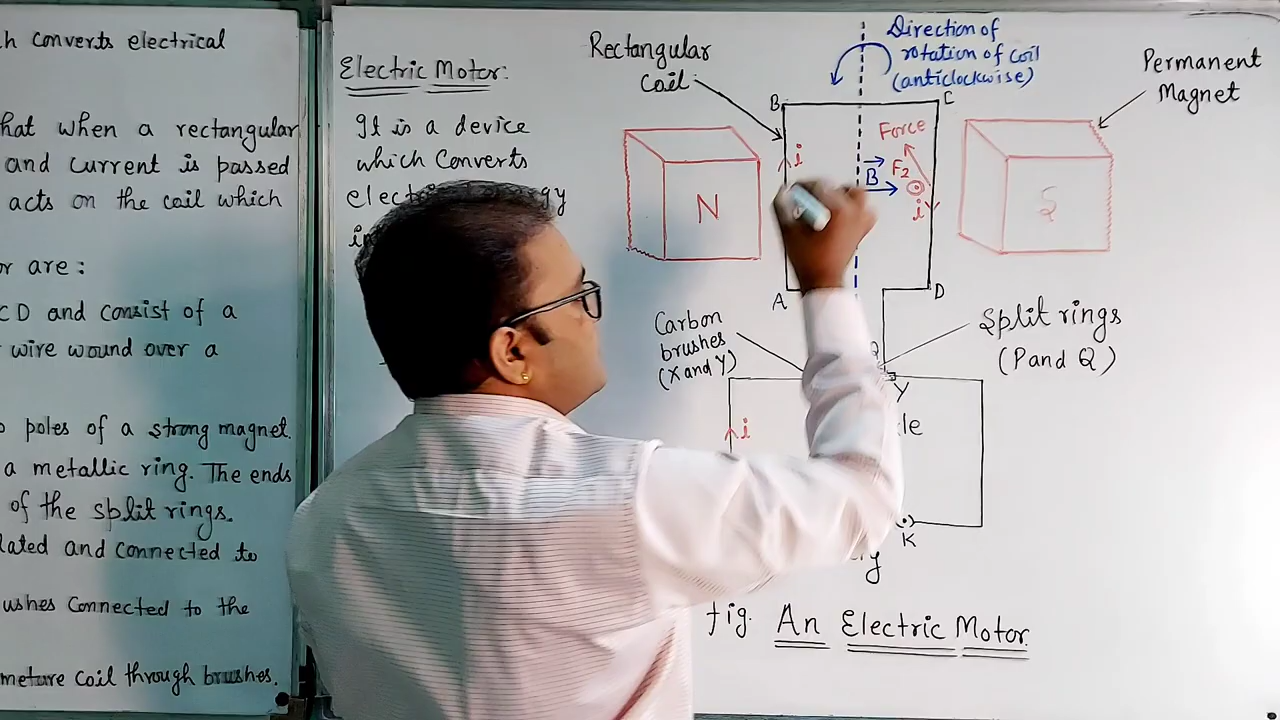 h converts electrical
hat when a rectangular
and current is passed
acts on the coil which
or are:
CD and consist of a
wire wound over a
o poles of a strong magnet.
a metallic ring. The ends
of the split rings.
lated and connected to
ushes connected to the
meture coil through brushes.
Electric Motor:
It is a device
which converts
Rectangular
coil
Direction of
rotation of coil
(anticlockwise)
Permanent
Magnet
B
C
Force
i
B
F2
i
N
S
A
D
Carbon
brushes
(X and Y)
Split rings
(P and Q)
Q
Y
i
le
K
y
fig. An Electric Motor